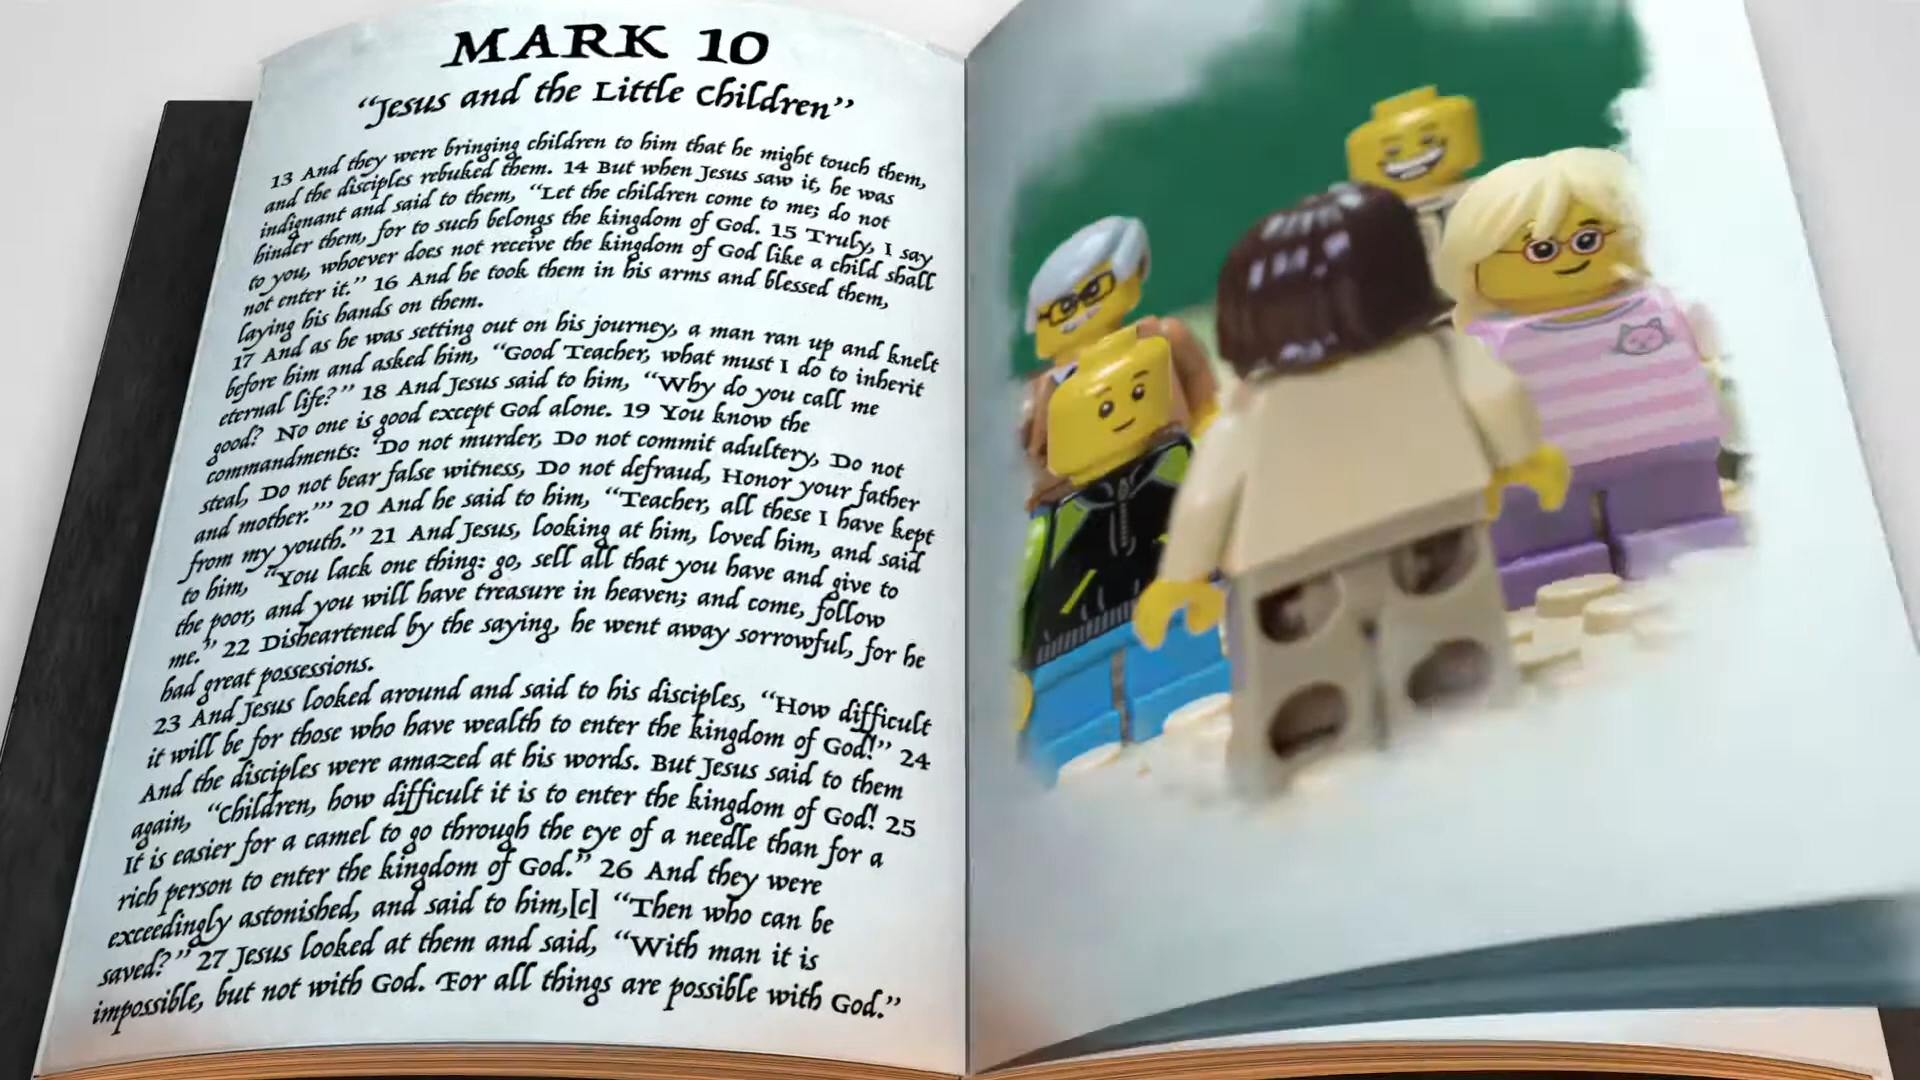 MARK 10
“Jesus and the Little Children”
13 And they were bringing children to him that he might touch them,
and the disciples rebuked them. 14 But when Jesus saw it, he was
indignant and said to them, “Let the children come to me; do not
hinder them, for to such belongs the kingdom of God. 15 Truly, I say
to you, whoever does not receive the kingdom of God like a child shall
not enter it.” 16 And he took them in his arms and blessed them,
laying his hands on them.
17 And as he was setting out on his journey, a man ran up and knelt
before him and asked him, “Good Teacher, what must I do to inherit
eternal life?” 18 And Jesus said to him, “Why do you call me
good? No one is good except God alone. 19 You know the
commandments: ‘Do not murder, Do not commit adultery, Do not
steal, Do not bear false witness, Do not defraud, Honor your father
and mother.’” 20 And he said to him, “Teacher, all these I have kept
from my youth.” 21 And Jesus, looking at him, loved him, and said
to him, “You lack one thing: go, sell all that you have and give to
the poor, and you will have treasure in heaven; and come, follow
me.” 22 Disheartened by the saying, he went away sorrowful, for he
had great possessions.
23 And Jesus looked around and said to his disciples, “How difficult
it will be for those who have wealth to enter the kingdom of God!” 24
And the disciples were amazed at his words. But Jesus said to them
again, “Children, how difficult it is to enter the kingdom of God! 25
It is easier for a camel to go through the eye of a needle than for a
rich person to enter the kingdom of God.” 26 And they were
exceedingly astonished, and said to him,[c] “Then who can be
saved?” 27 Jesus looked at them and said, “With man it is
impossible, but not with God. For all things are possible with God.”